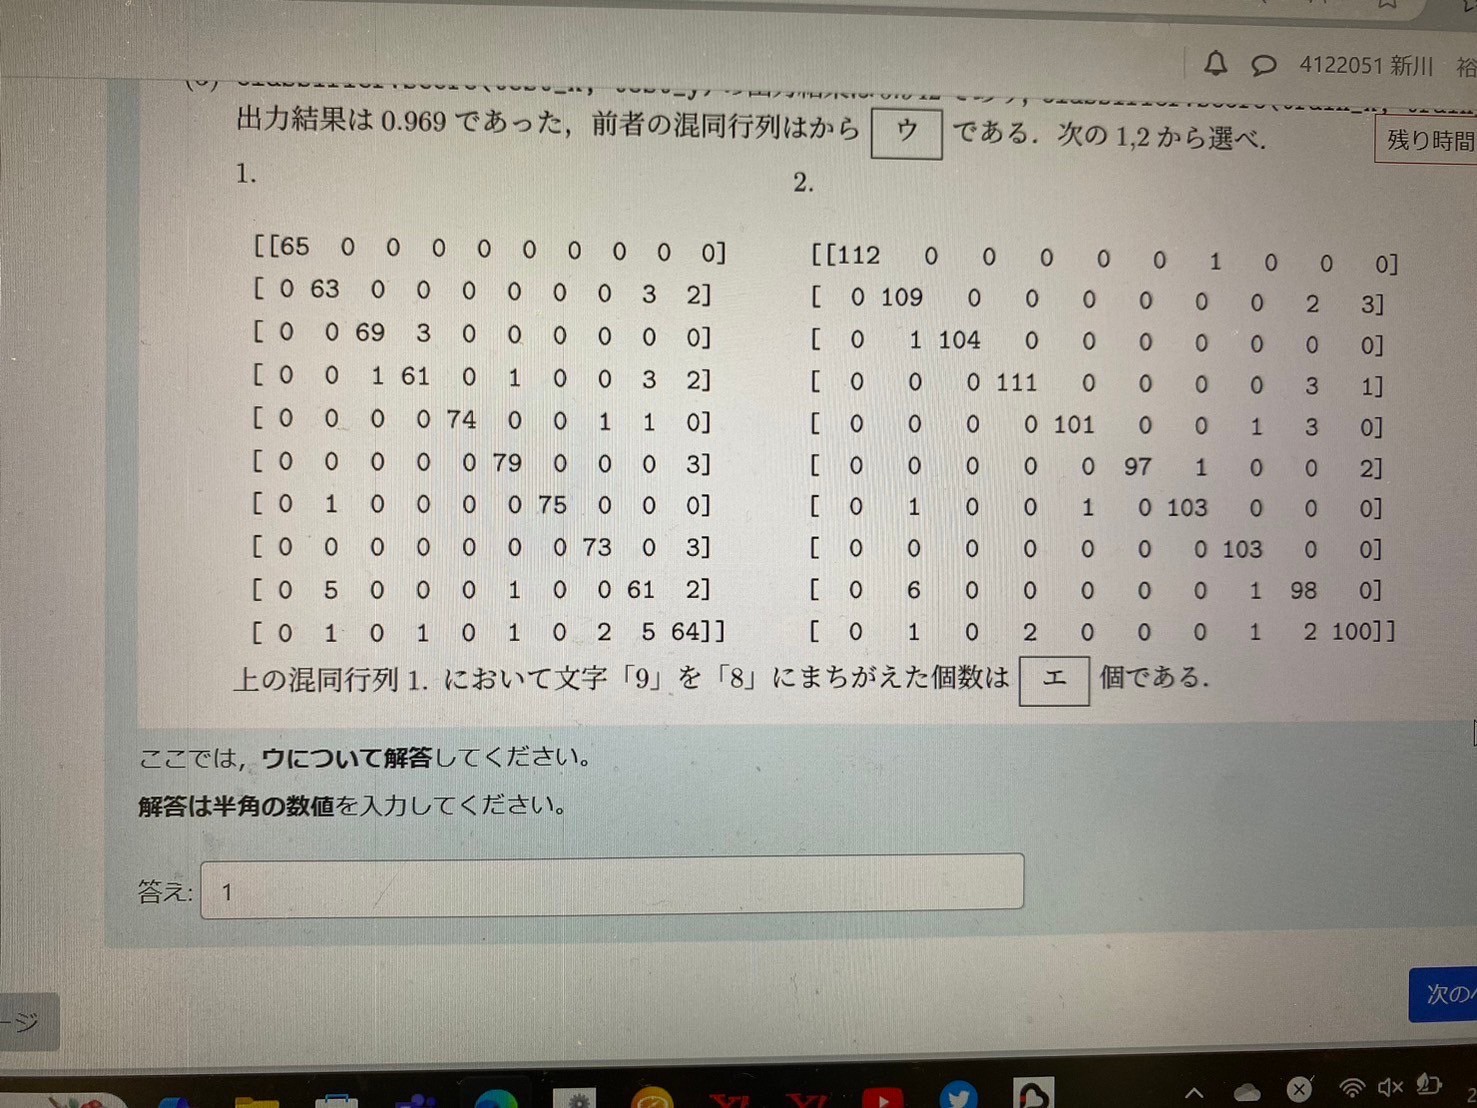 4122051 新川 裕
出力結果は 0.969 であった，前者の混同行列はから ウ である．次の 1,2 から選べ.
残り時間
1.
[[65 0 0 0 0 0 0 0 0 0]
[ 0 63 0 0 0 0 0 0 3 2]
[ 0 0 69 3 0 0 0 0 0 0]
[ 0 0 1 61 0 1 0 0 3 2]
[ 0 0 0 0 74 0 0 1 1 0]
[ 0 0 0 0 0 79 0 0 0 3]
[ 0 1 0 0 0 0 75 0 0 0]
[ 0 0 0 0 0 0 0 73 0 3]
[ 0 5 0 0 0 1 0 0 61 2]
[ 0 1 0 1 0 1 0 2 5 64]]
2.
[[112 0 0 0 0 0 1 0 0 0]
[ 0 109 0 0 0 0 0 0 2 3]
[ 0 1 104 0 0 0 0 0 0 0]
[ 0 0 0 111 0 0 0 0 3 1]
[ 0 0 0 0 101 0 0 1 3 0]
[ 0 0 0 0 0 97 1 0 0 2]
[ 0 1 0 0 1 0 103 0 0 0]
[ 0 0 0 0 0 0 0 103 0 0]
[ 0 6 0 0 0 0 0 1 98 0]
[ 0 1 0 2 0 0 0 1 2 100]]
上の混同行列 1. において文字「9」を「8」にまちがえた個数は エ 個である.
ここでは，ウについて解答してください。
解答は半角の数値を入力してください。
答え: 1
次の
ージ